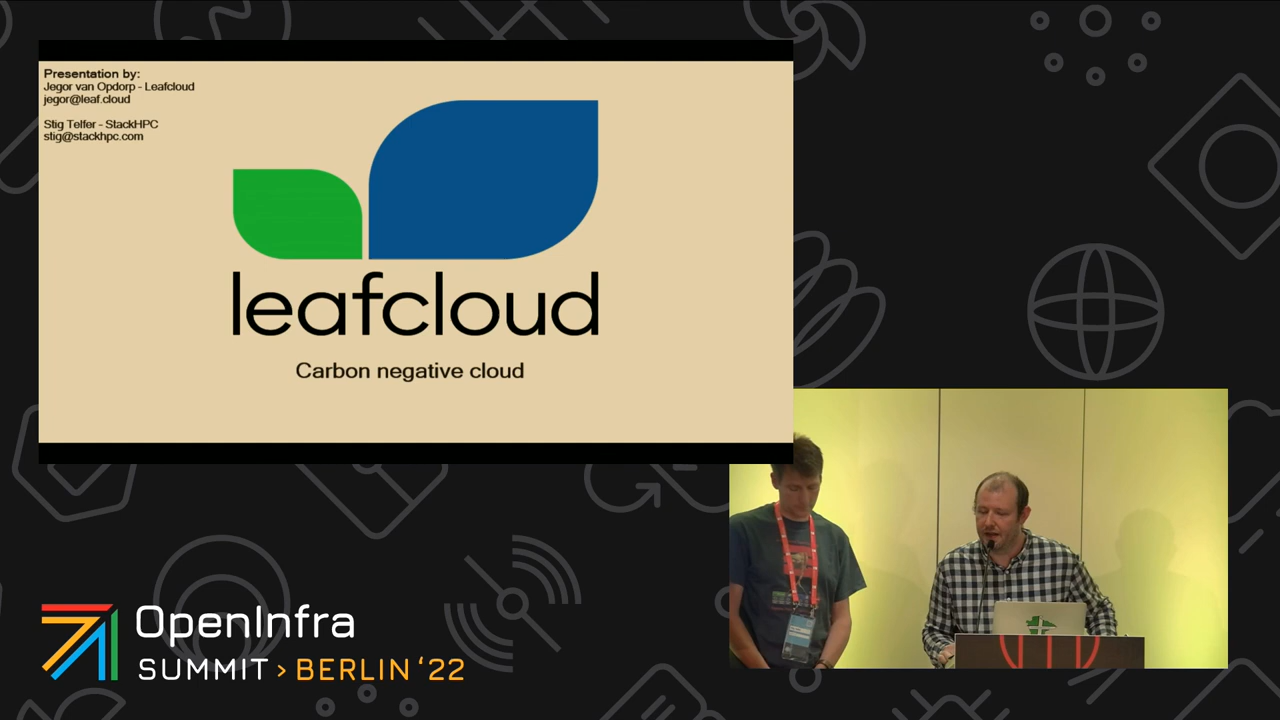 Presentation by:
Jegor van Opdorp - Leafcloud
jegor@leaf.cloud
Stig Telfer - StackHPC
stig@stackhpc.com
leafcloud
Carbon negative cloud
OpenInfra
SUMMIT > BERLIN ‘22